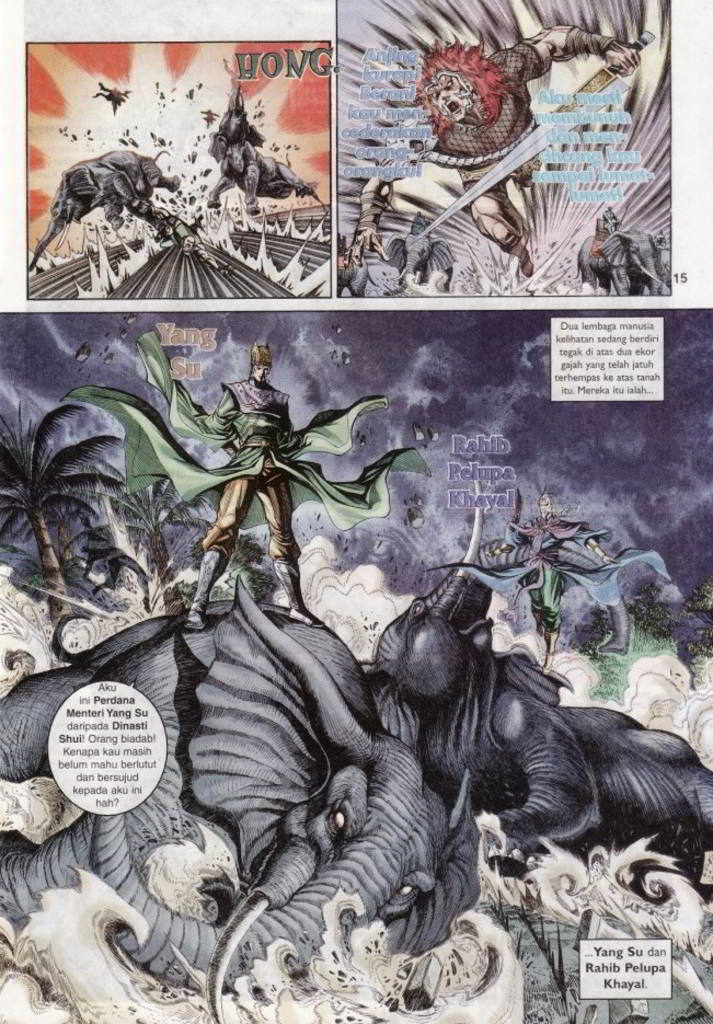 HONG
Anjing
kurap!
Berani
kau men-
cederakan
orang-
orangku!
Aku mesti
membunuh
dan men-
cincang kau
sampai lumat-
lumat!
15
Yang
Su
Dua lembaga manusia
kelihatan sedang berdiri
tegak di atas dua ekor
gajah yang telah jatuh
terhempas ke atas tanah
itu. Mereka itu ialah...
Rahib
Pelupa
Khayal
Aku
ini Perdana
Menteri Yang Su
daripada Dinasti
Shui! Orang biadab!
Kenapa kau masih
belum mahu berlutut
dan bersujud
kepada aku ini
hah?
...Yang Su dan
Rahib Pelupa
Khayal.